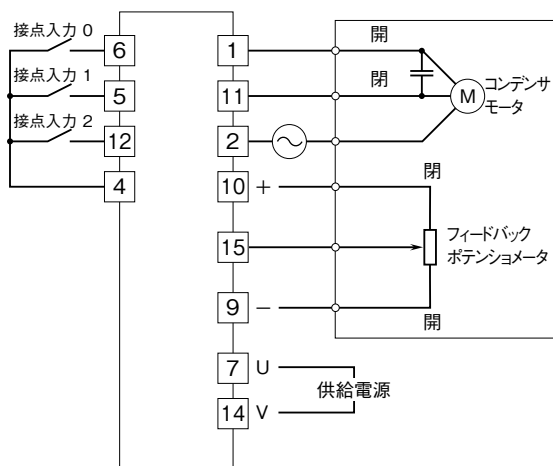 接点入力 0
6
接点入力 1
5
接点入力 2
12
4
1
開
11
閉
M
コンデンサ
モータ
2
10
+
閉
15
フィードバック
ポテンショメータ
9
−
開
7
U
供給電源
14
V